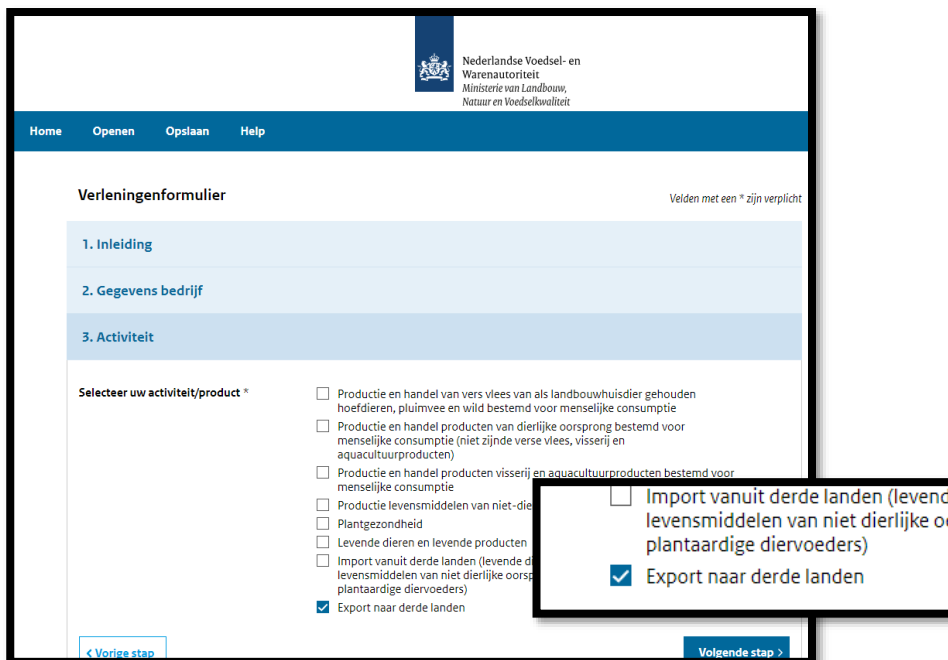 Nederlandse Voedsel- en
Warenautoriteit
Ministerie van Landbouw,
Natuur en Voedselkwaliteit
Home Openen Opslaan Help
Verleningenformulier
Velden met een * zijn verplicht
1. Inleiding
2. Gegevens bedrijf
3. Activiteit
Selecteer uw activiteit/product *
Productie en handel van vers vlees van als landbouwhuisdier gehouden
hoefdieren, pluimvee en wild bestemd voor menselijke consumptie
Productie en handel producten van dierlijke oorsprong bestemd voor
menselijke consumptie (niet zijnde verse vlees, visserij en
aquacultuurproducten)
Productie en handel producten visserij en aquacultuurproducten bestemd voor
menselijke consumptie
Productie levensmiddelen van
Plantgezondheid
Levende dieren en levende producten
Import vanuit derde landen (levende
levensmiddelen van niet dierlijke
plantaardige diervoeders)
Export naar derde landen
< Vorige stap
Volgende stap >
Import vanuit derde landen
levensmiddelen van niet dierlijke
plantaardige diervoeders)
Export naar derde landen